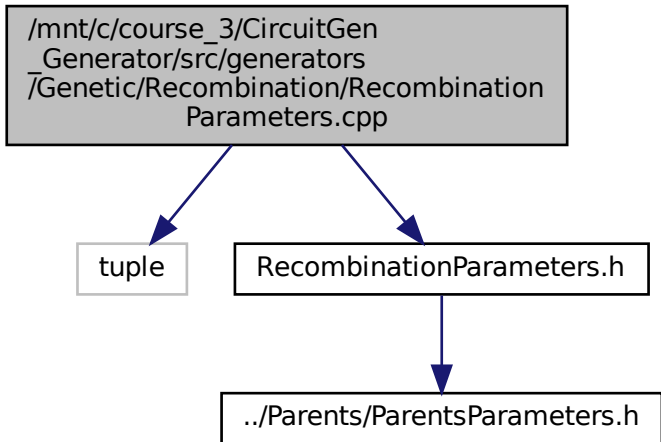 /mnt/c/course_3/CircuitGen
_Generator/src/generators
/Genetic/Recombination/Recombination
Parameters.cpp
tuple
RecombinationParameters.h
../Parents/ParentsParameters.h